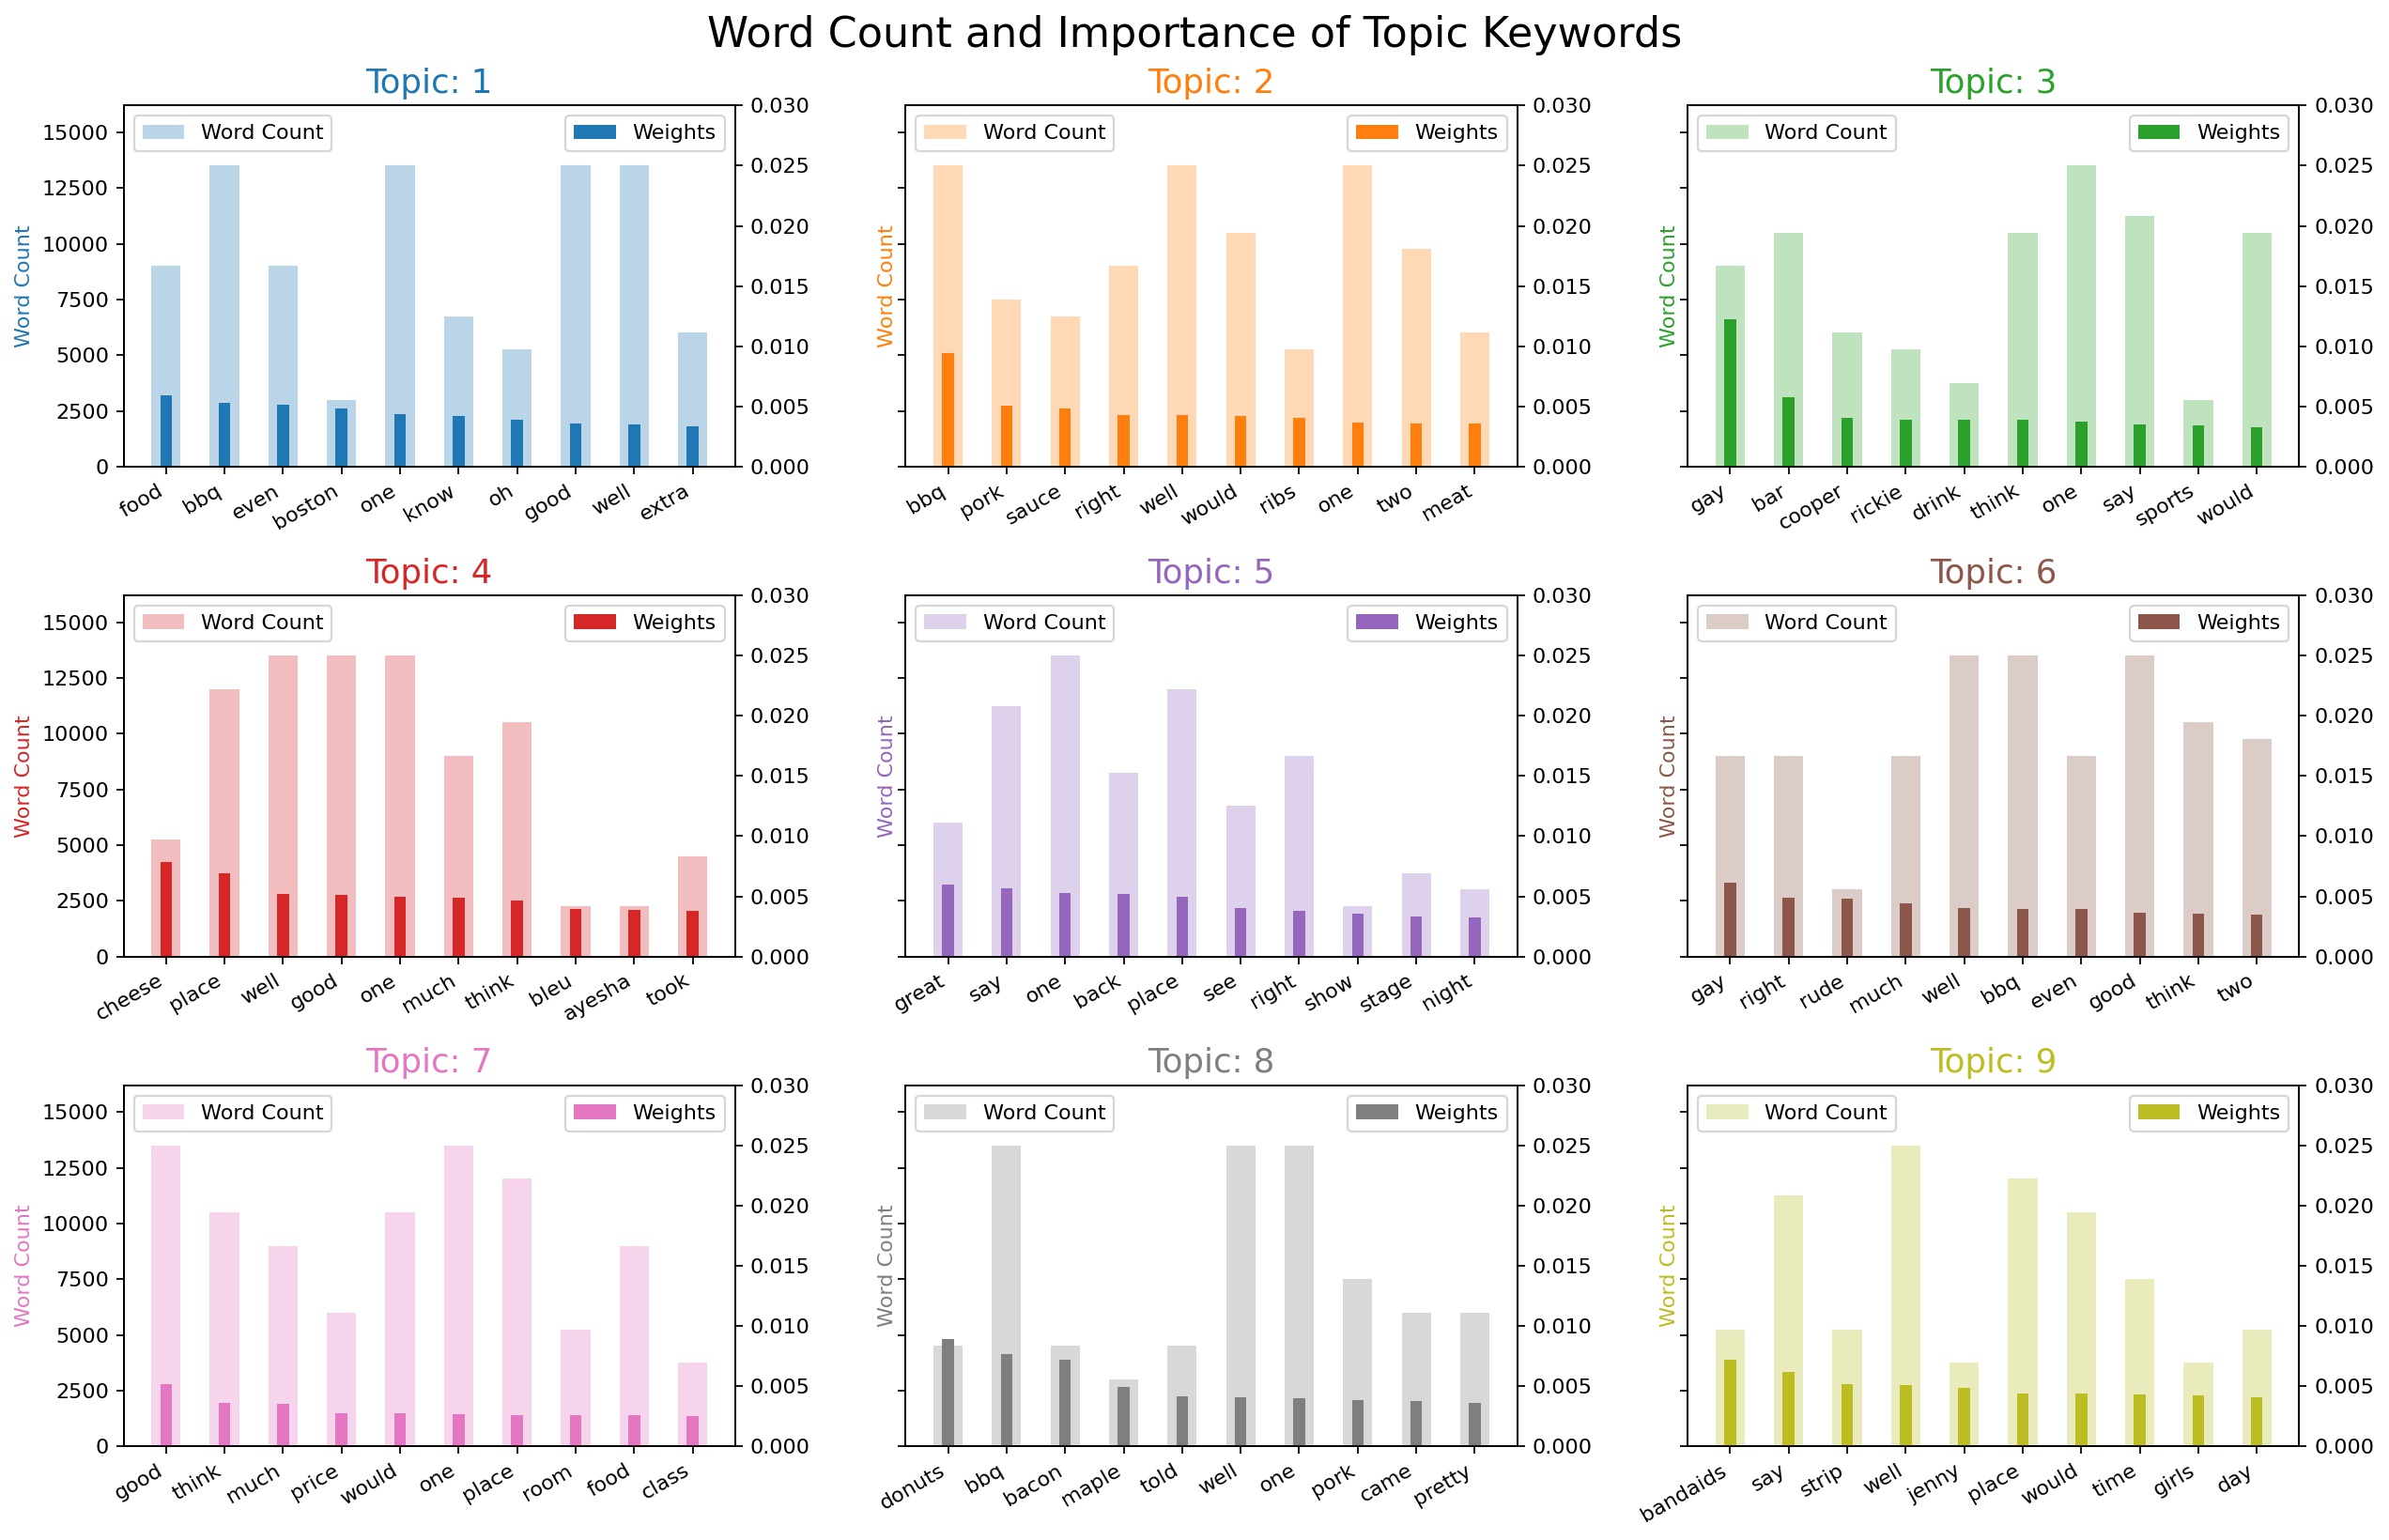 Word Count and Importance of Topic Keywords
Topic: 1
Word Count
Weights
Word Count
15000
12500
10000
7500
5000
2500
0
0.030
0.025
0.020
0.015
0.010
0.005
0.000
food bbq even boston one know oh good well extra
Topic: 2
Word Count
Weights
Word Count
0.030
0.025
0.020
0.015
0.010
0.005
0.000
bbq pork sauce right well would ribs one two meat
Topic: 3
Word Count
Weights
Word Count
0.030
0.025
0.020
0.015
0.010
0.005
0.000
gay bar cooper rickie drink think one say sports would
Topic: 4
Word Count
Weights
Word Count
15000
12500
10000
7500
5000
2500
0
0.030
0.025
0.020
0.015
0.010
0.005
0.000
cheese place well good one much think bleu ayesha took
Topic: 5
Word Count
Weights
Word Count
0.030
0.025
0.020
0.015
0.010
0.005
0.000
great say one back place see right show stage night
Topic: 6
Word Count
Weights
Word Count
0.030
0.025
0.020
0.015
0.010
0.005
0.000
gay right rude much well bbq even good think two
Topic: 7
Word Count
Weights
Word Count
15000
12500
10000
7500
5000
2500
0
0.030
0.025
0.020
0.015
0.010
0.005
0.000
good think much price would one place room food class
Topic: 8
Word Count
Weights
Word Count
0.030
0.025
0.020
0.015
0.010
0.005
0.000
donuts bbq bacon maple told well one pork came pretty
Topic: 9
Word Count
Weights
Word Count
0.030
0.025
0.020
0.015
0.010
0.005
0.000
bandaids say strip well jenny place would time girls day